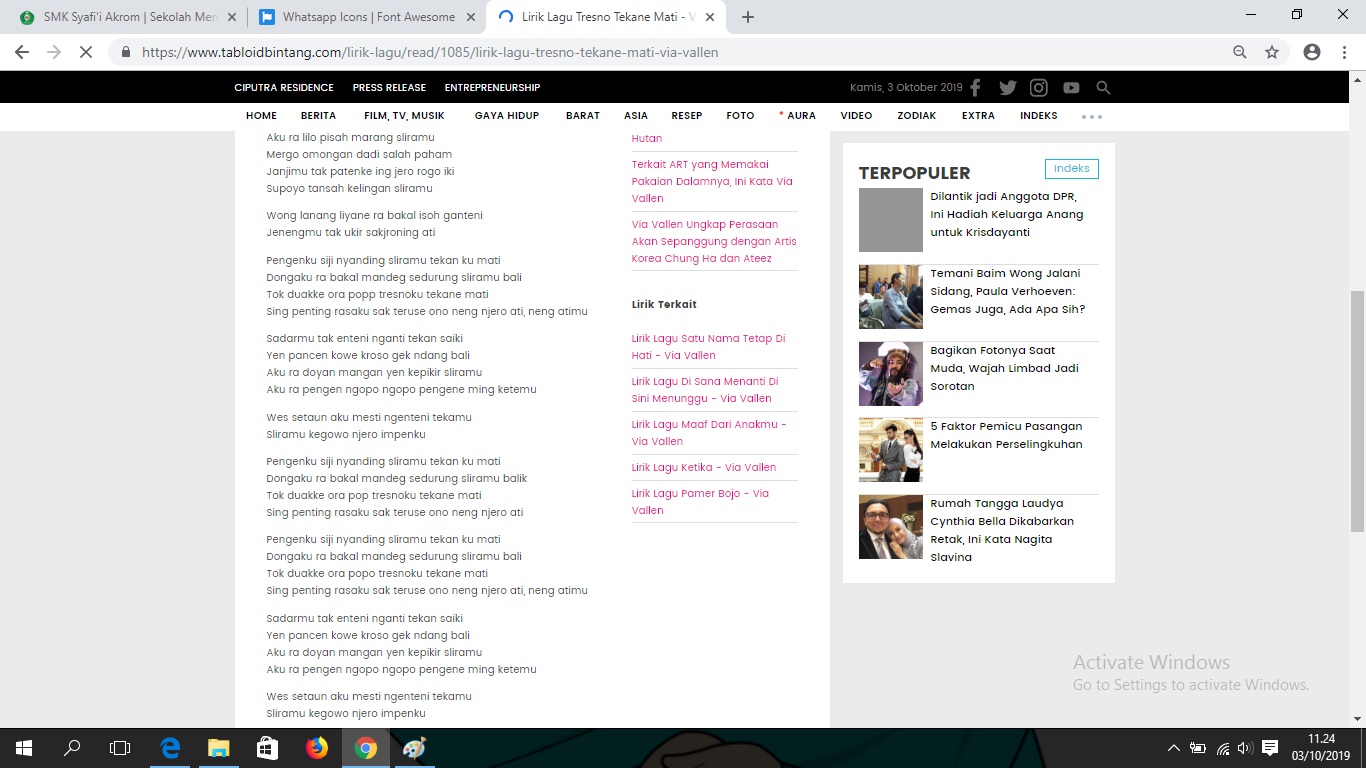 SMK Syafi'i Akrom | Sekolah Men
Whatsapp Icons | Font Awesome
Lirik Lagu Tresno Tekane Mati - V
https://www.tabloidbintang.com/lirik-lagu/read/1085/lirik-lagu-tresno-tekane-mati-via-vallen
CIPUTRA RESIDENCE PRESS RELEASE ENTREPRENEURSHIP
Kamis, 3 Oktober 2019
HOME BERITA FILM, TV, MUSIK GAYA HIDUP BARAT ASIA RESEP FOTO * AURA VIDEO ZODIAK EXTRA INDEKS
Aku ra lilo pisah marang sliramu
Mergo omongan dadi salah paham
Janjimu tak patenke ing jero rogo iki
Supoyo tansah kelingan sliramu
Wong lanang liyane ra bakal isoh ganteni
Jenengmu tak ukir sakjroning ati
Pengenku siji nyanding sliramu tekan ku mati
Dongaku ra bakal mandeg sedurung sliramu bali
Tok duakke ora popp tresnoku tekane mati
Sing penting rasaku sak teruse ono neng njero ati, neng atimu
Sadarmu tak enteni nganti tekan saiki
Yen pancen kowe kroso gek ndang bali
Aku ra doyan mangan yen kepikir sliramu
Aku ra pengen ngopo ngopo pengene ming ketemu
Wes setaun aku mesti ngenteni tekamu
Sliramu kegowo njero impenku
Pengenku siji nyanding sliramu tekan ku mati
Dongaku ra bakal mandeg sedurung sliramu balik
Tok duakke ora pop tresnoku tekane mati
Sing penting rasaku sak teruse ono neng njero ati
Pengenku siji nyanding sliramu tekan ku mati
Dongaku ra bakal mandeg sedurung sliramu bali
Tok duakke ora popo tresnoku tekane mati
Sing penting rasaku sak teruse ono neng njero ati, neng atimu
Sadarmu tak enteni nganti tekan saiki
Yen pancen kowe kroso gek ndang bali
Aku ra doyan mangan yen kepikir sliramu
Aku ra pengen ngopo ngopo pengene ming ketemu
Wes setaun aku mesti ngenteni tekamu
Sliramu kegowo njero impenku
Hutan
Terkait ART yang Memakai
Pakaian Dalamnya, Ini Kata Via
Vallen
Via Vallen Ungkap Perasaan
Akan Sepanggung dengan Artis
Korea Chung Ha dan Ateez
Lirik Terkait
Lirik Lagu Satu Nama Tetap Di
Hati - Via Vallen
Lirik Lagu Di Sana Menanti Di
Sini Menunggu - Via Vallen
Lirik Lagu Maaf Dari Anakmu -
Via Vallen
Lirik Lagu Ketika - Via Vallen
Lirik Lagu Pamer Bojo - Via
Vallen
TERPOPULER
Indeks
Dilantik jadi Anggota DPR,
Ini Hadiah Keluarga Anang
untuk Krisdayanti
Temani Baim Wong Jalani
Sidang, Paula Verhoeven:
Gemas Juga, Ada Apa Sih?
Bagikan Fotonya Saat
Muda, Wajah Limbad Jadi
Sorotan
5 Faktor Pemicu Pasangan
Melakukan Perselingkuhan
Rumah Tangga Laudya
Cynthia Bella Dikabarkan
Retak, Ini Kata Nagita
Slavina
Activate Windows
Go to Settings to activate Windows.
11.24
03/10/2019